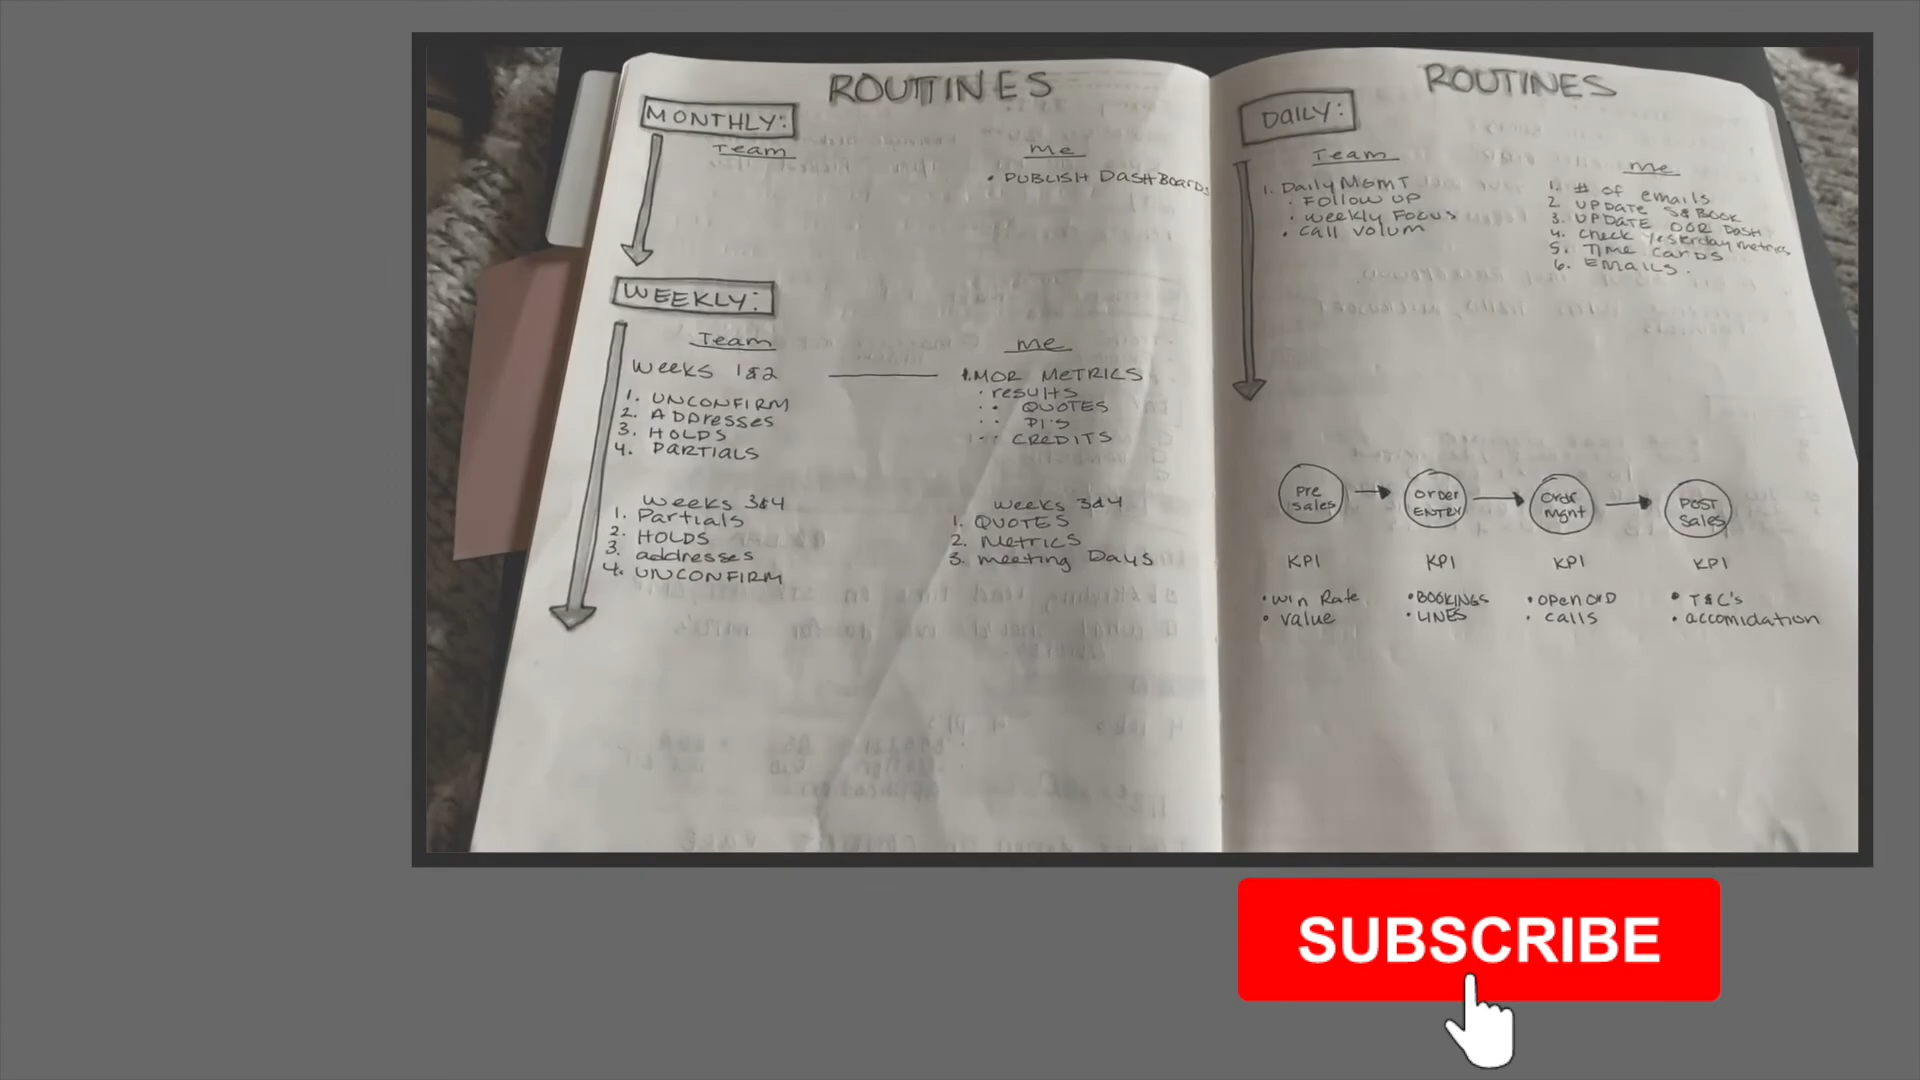 ROUTINES
MONTHLY:
Team
me
• PUBLISH DASHBOARDS
WEEKLY:
Team
me
Weeks 1&2
1. UNCONFIRM
2. ADDresses
3. HOLDS
4. PARTIALS
1. MOR METRICS
· results
· • QUOTES
· · PI'S
· · CREDITS
Weeks 3&4
1. Partials
2. HOLDS
3. addresses
4. UNCONFIRM
weeks 3&4
1. QUOTES
2. METRICS
3. meeting Days
ROUTINES
DAILY:
Team
1. Daily MGMT
· FOLLOW UP
· weekly Focus
• call volum
me
1. # of emails
2. UPDATE S&BOOK
3. UPDATE OOR DASH
4. check yesterday metrics
5. Time cards
6. EMAILS.
Pre sales
Order ENTRY
Ordr mgnt
POST sales
KPI
KPI
KPI
KPI
• win Rate
• value
• BOOKINGS
• LINES
• open ORD
• calls
• T&C's
• accomidation
SUBSCRIBE